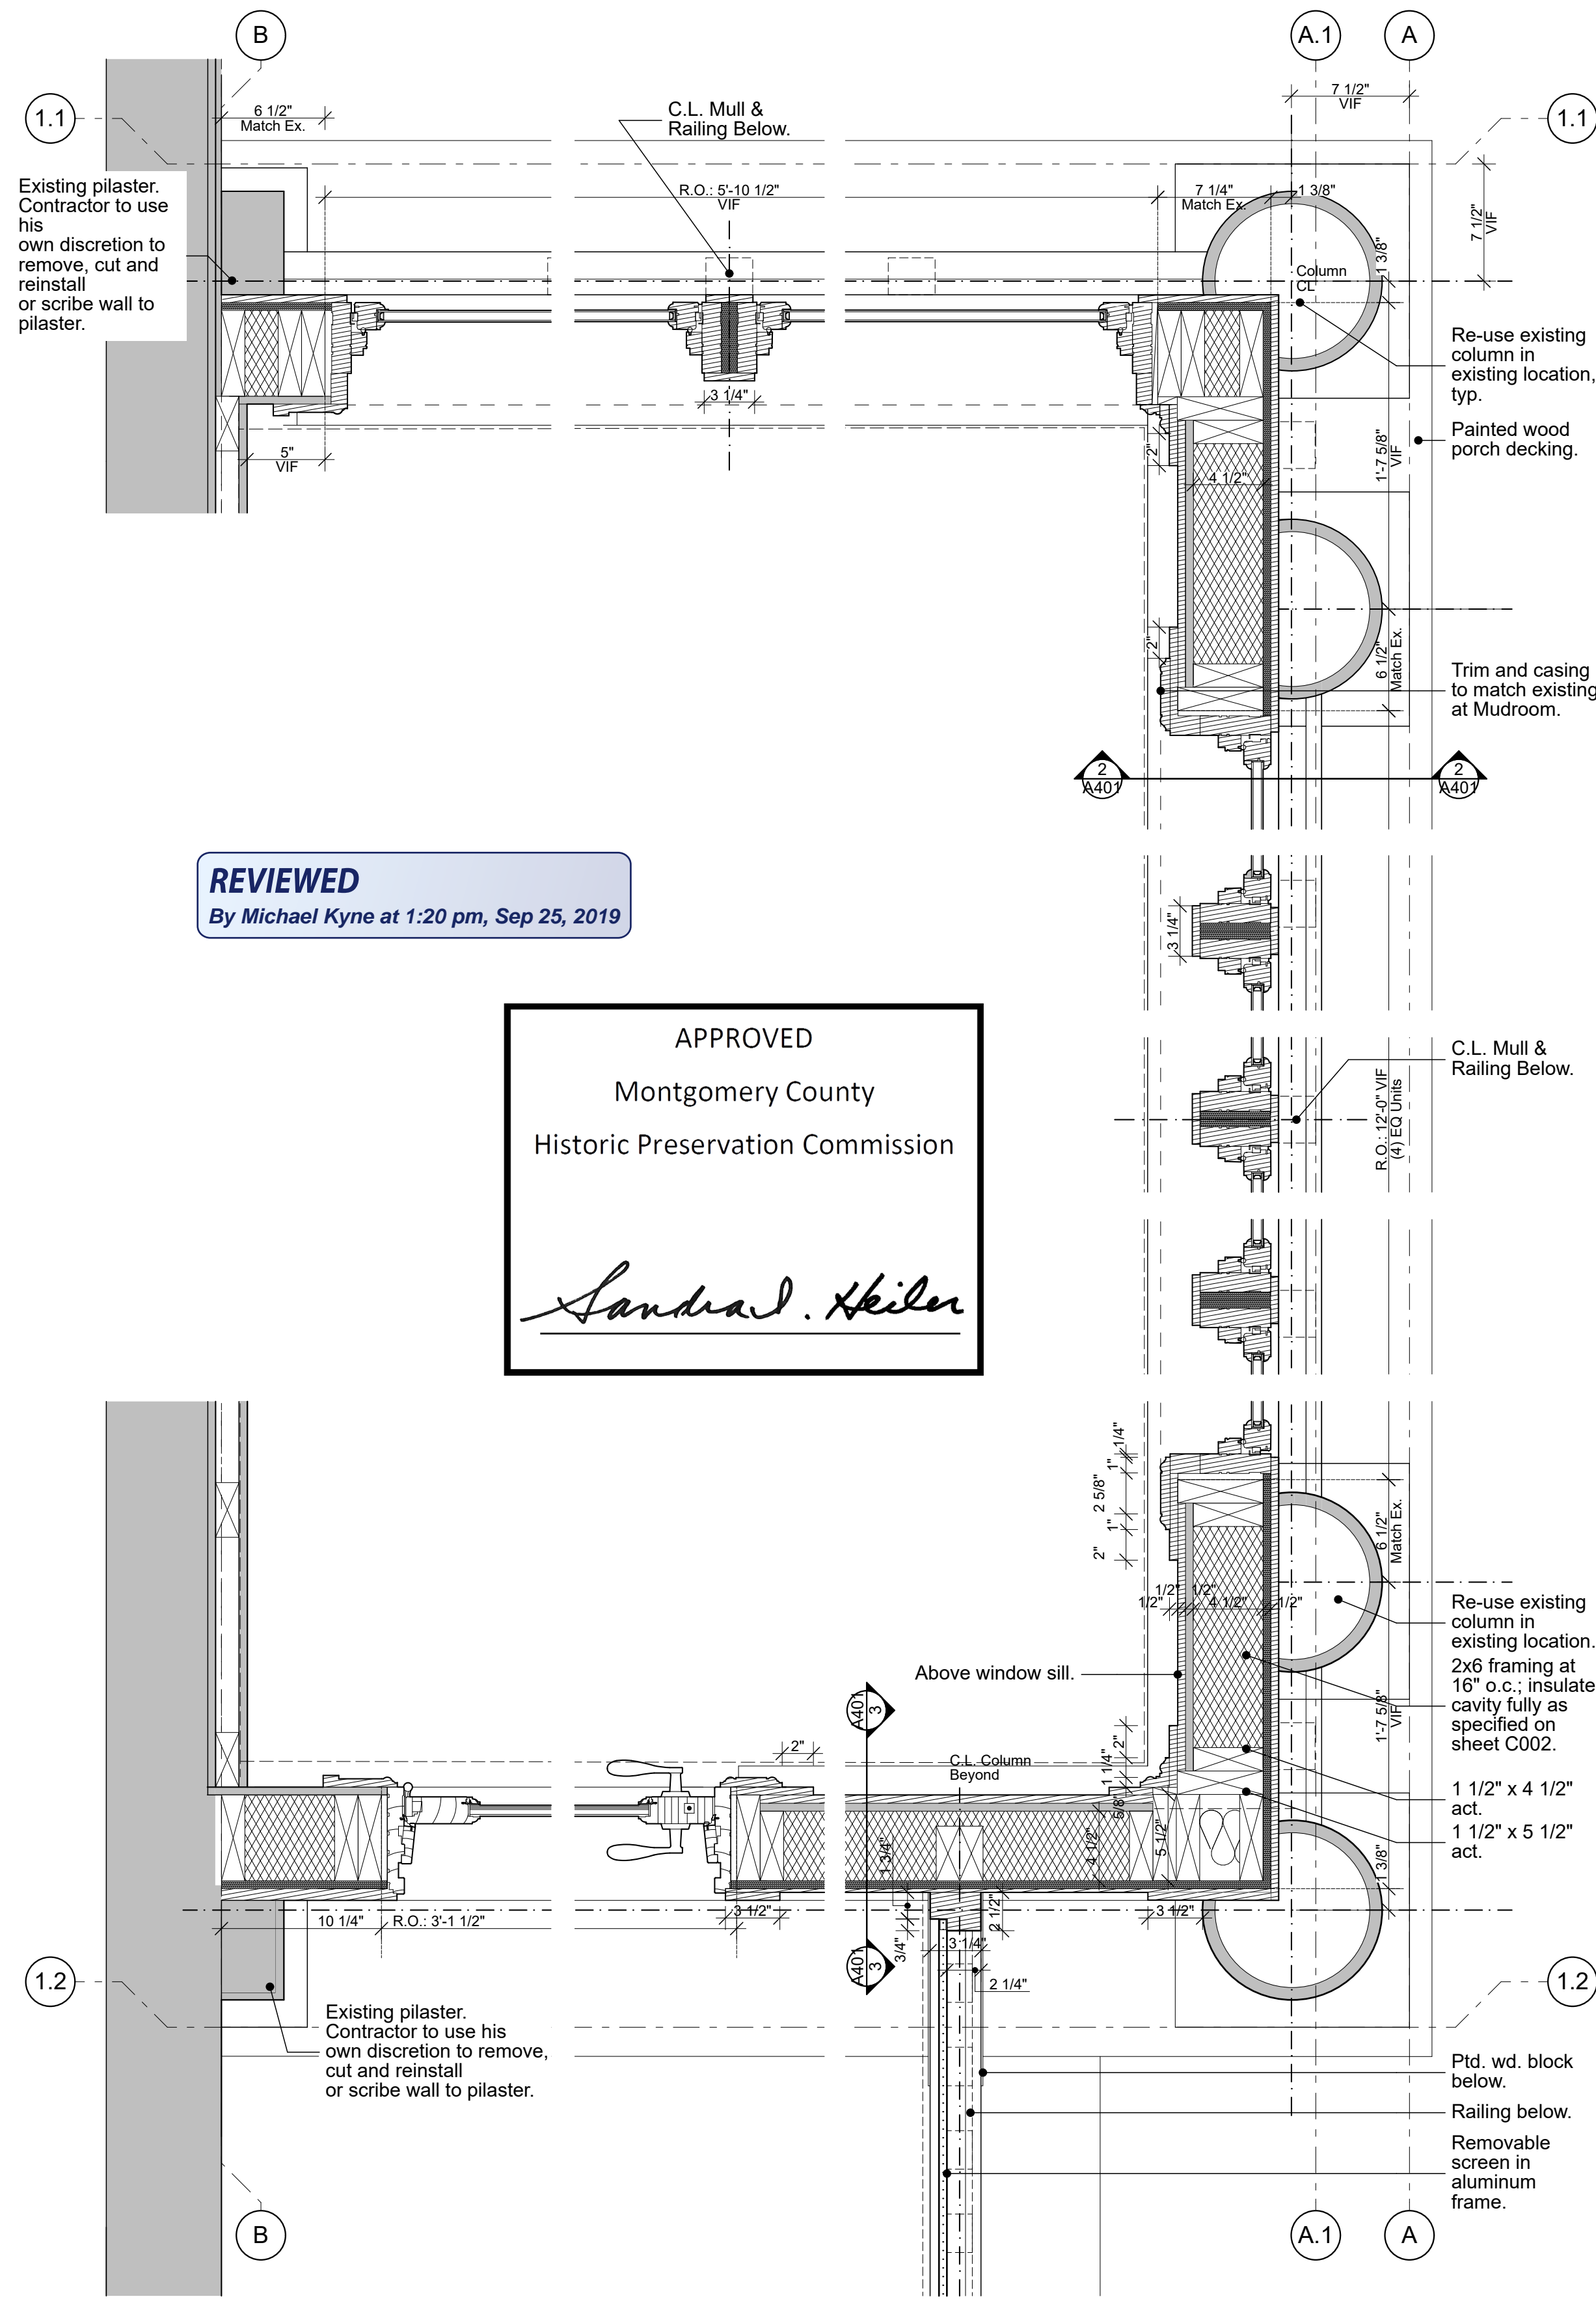 B
A.1
A
1.1
6 1/2"
Match Ex.
C.L. Mull &
Railing Below.
7 1/2"
VIF
1.1
Existing pilaster.
Contractor to use
his
own discretion to
remove, cut and
reinstall
or scribe wall to
pilaster.
R.O.: 5'-10 1/2"
VIF
7 1/4"
Match Ex.
1 3/8"
7 1/2"
VIF
1 3/8"
Column
CL
Re-use existing
column in
existing location,
typ.
3 1/4"
5"
VIF
2"
4 1/2"
1'-7 5/8"
VIF
Painted wood
porch decking.
2"
6 1/2"
Match Ex.
Trim and casing
to match existing
at Mudroom.
2
A401
2
A401
REVIEWED
By Michael Kyne at 1:20 pm, Sep 25, 2019
3 1/4"
APPROVED
Montgomery County
Historic Preservation Commission
Sandra I. Heiler
C.L. Mull &
Railing Below.
R.O.: 12'-0" VIF
(4) EQ Units
1/4"
1"
2 5/8"
1"
2"
6 1/2"
Match Ex.
1/2"
1/2"
1/2"
4 1/2"
1/2"
Re-use existing
column in
existing location.
2x6 framing at
16" o.c.; insulate
cavity fully as
specified on
sheet C002.
Above window sill.
A401
3
1'-7 5/8"
VIF
2"
2"
1 1/4"
5/8"
C.L. Column
Beyond
1 1/2" x 4 1/2"
act.
1 1/2" x 5 1/2"
act.
1 3/4"
4 1/2"
5 1/2"
1 3/8"
10 1/4"
R.O.: 3'-1 1/2"
3 1/2"
3/4"
2 1/2"
3 1/2"
3 1/4"
A401
3
2 1/4"
1.2
1.2
Existing pilaster.
Contractor to use his
own discretion to remove,
cut and reinstall
or scribe wall to pilaster.
Ptd. wd. block
below.
Railing below.
Removable
screen in
aluminum
frame.
B
A.1
A